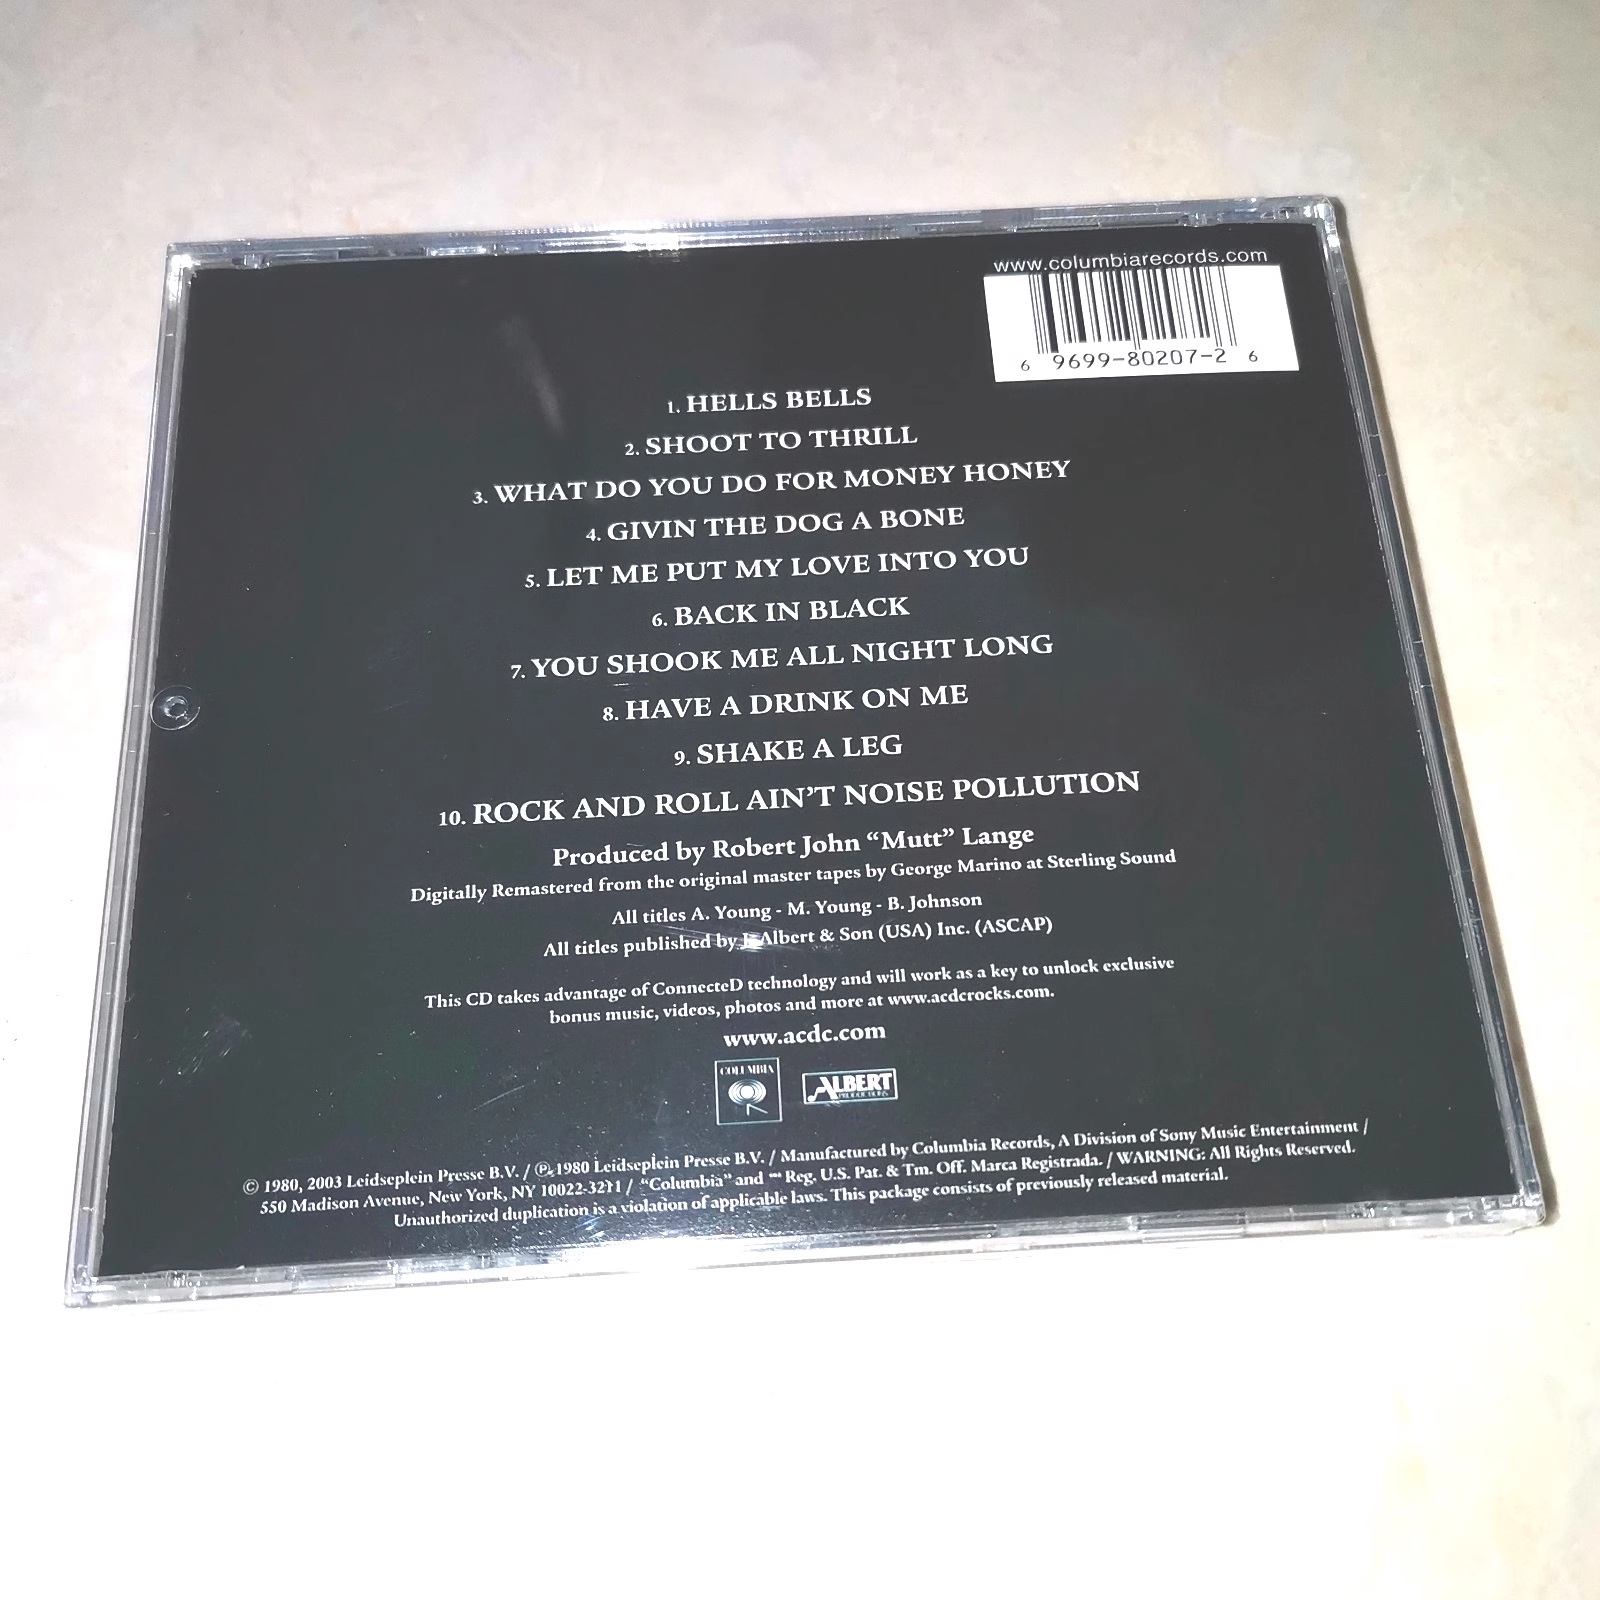 www.columbiarecords.com
6 9699-80207-2 6
1. HELLS BELLS
2. SHOOT TO THRILL
3. WHAT DO YOU DO FOR MONEY HONEY
4. GIVIN THE DOG A BONE
5. LET ME PUT MY LOVE INTO YOU
6. BACK IN BLACK
7. YOU SHOOK ME ALL NIGHT LONG
8. HAVE A DRINK ON ME
9. SHAKE A LEG
10. ROCK AND ROLL AIN'T NOISE POLLUTION
Produced by Robert John “Mutt” Lange
Digitally Remastered from the original master tapes by George Marino at Sterling Sound
All titles A. Young - M. Young - B. Johnson
All titles published by J. Albert & Son (USA) Inc. (ASCAP)
This CD takes advantage of ConnecteD technology and will work as a key to unlock exclusive
bonus music, videos, photos and more at www.acdcrocks.com.
www.acdc.com
COLUMBIA
ALBERT
PRODUCTIONS
© 1980, 2003 Leidseplein Presse B.V. / ℗ 1980 Leidseplein Presse B.V. / Manufactured by Columbia Records, A Division of Sony Music Entertainment /
550 Madison Avenue, New York, NY 10022-3211 / “Columbia” and Reg. U.S. Pat. & Tm. Off. Marca Registrada. / WARNING: All Rights Reserved.
Unauthorized duplication is a violation of applicable laws. This package consists of previously released material.